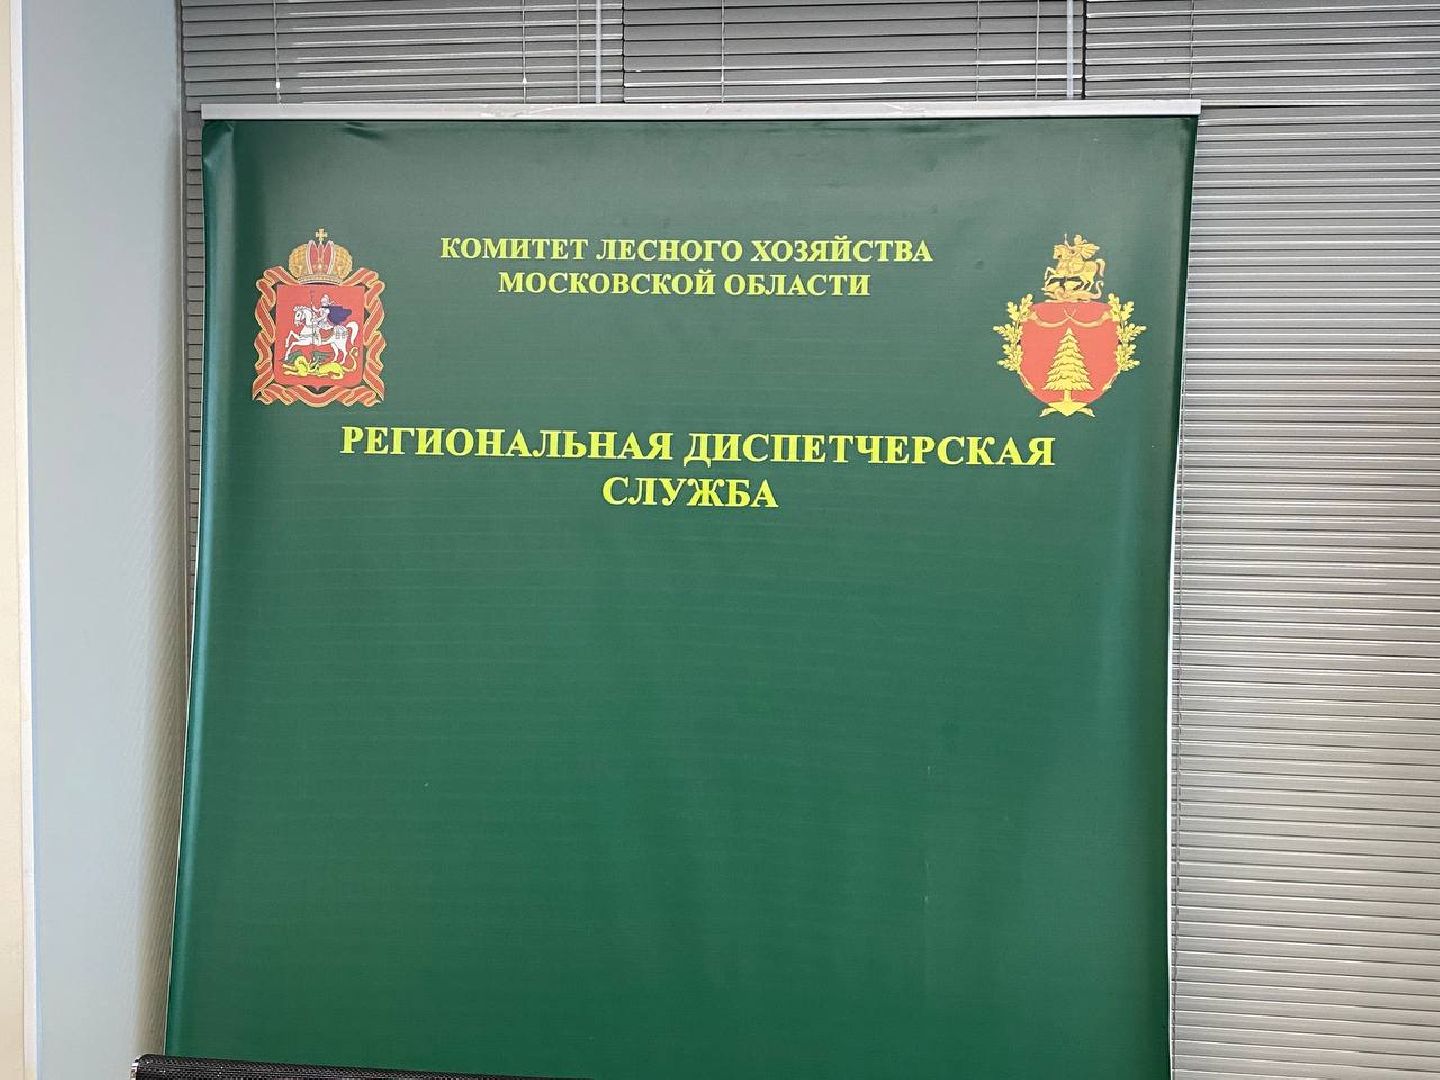 КОМИТЕТ ЛЕСНОГО ХОЗЯЙСТВА
МОСКОВСКОЙ ОБЛАСТИ
РЕГИОНАЛЬНАЯ ДИСПЕТЧЕРСКАЯ
СЛУЖБА